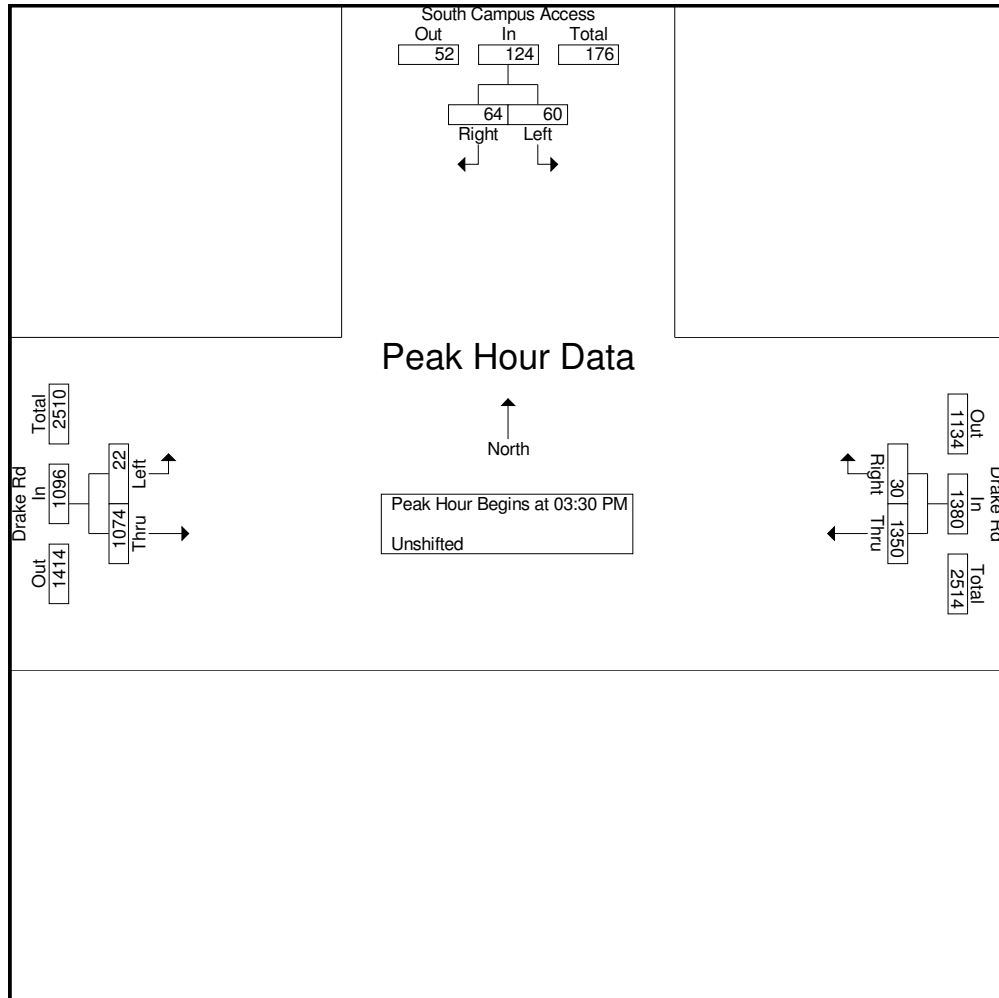 South Campus Access
Out In Total
52 124 176
64 60
Right Left
Peak Hour Data
North
Peak Hour Begins at 03:30 PM
Unshifted
Drake Rd
Total In Out
2510 1096 1414
22 1074
Left Thru
Drake Rd
Out In Total
1134 1380 2514
30 1350
Right Thru